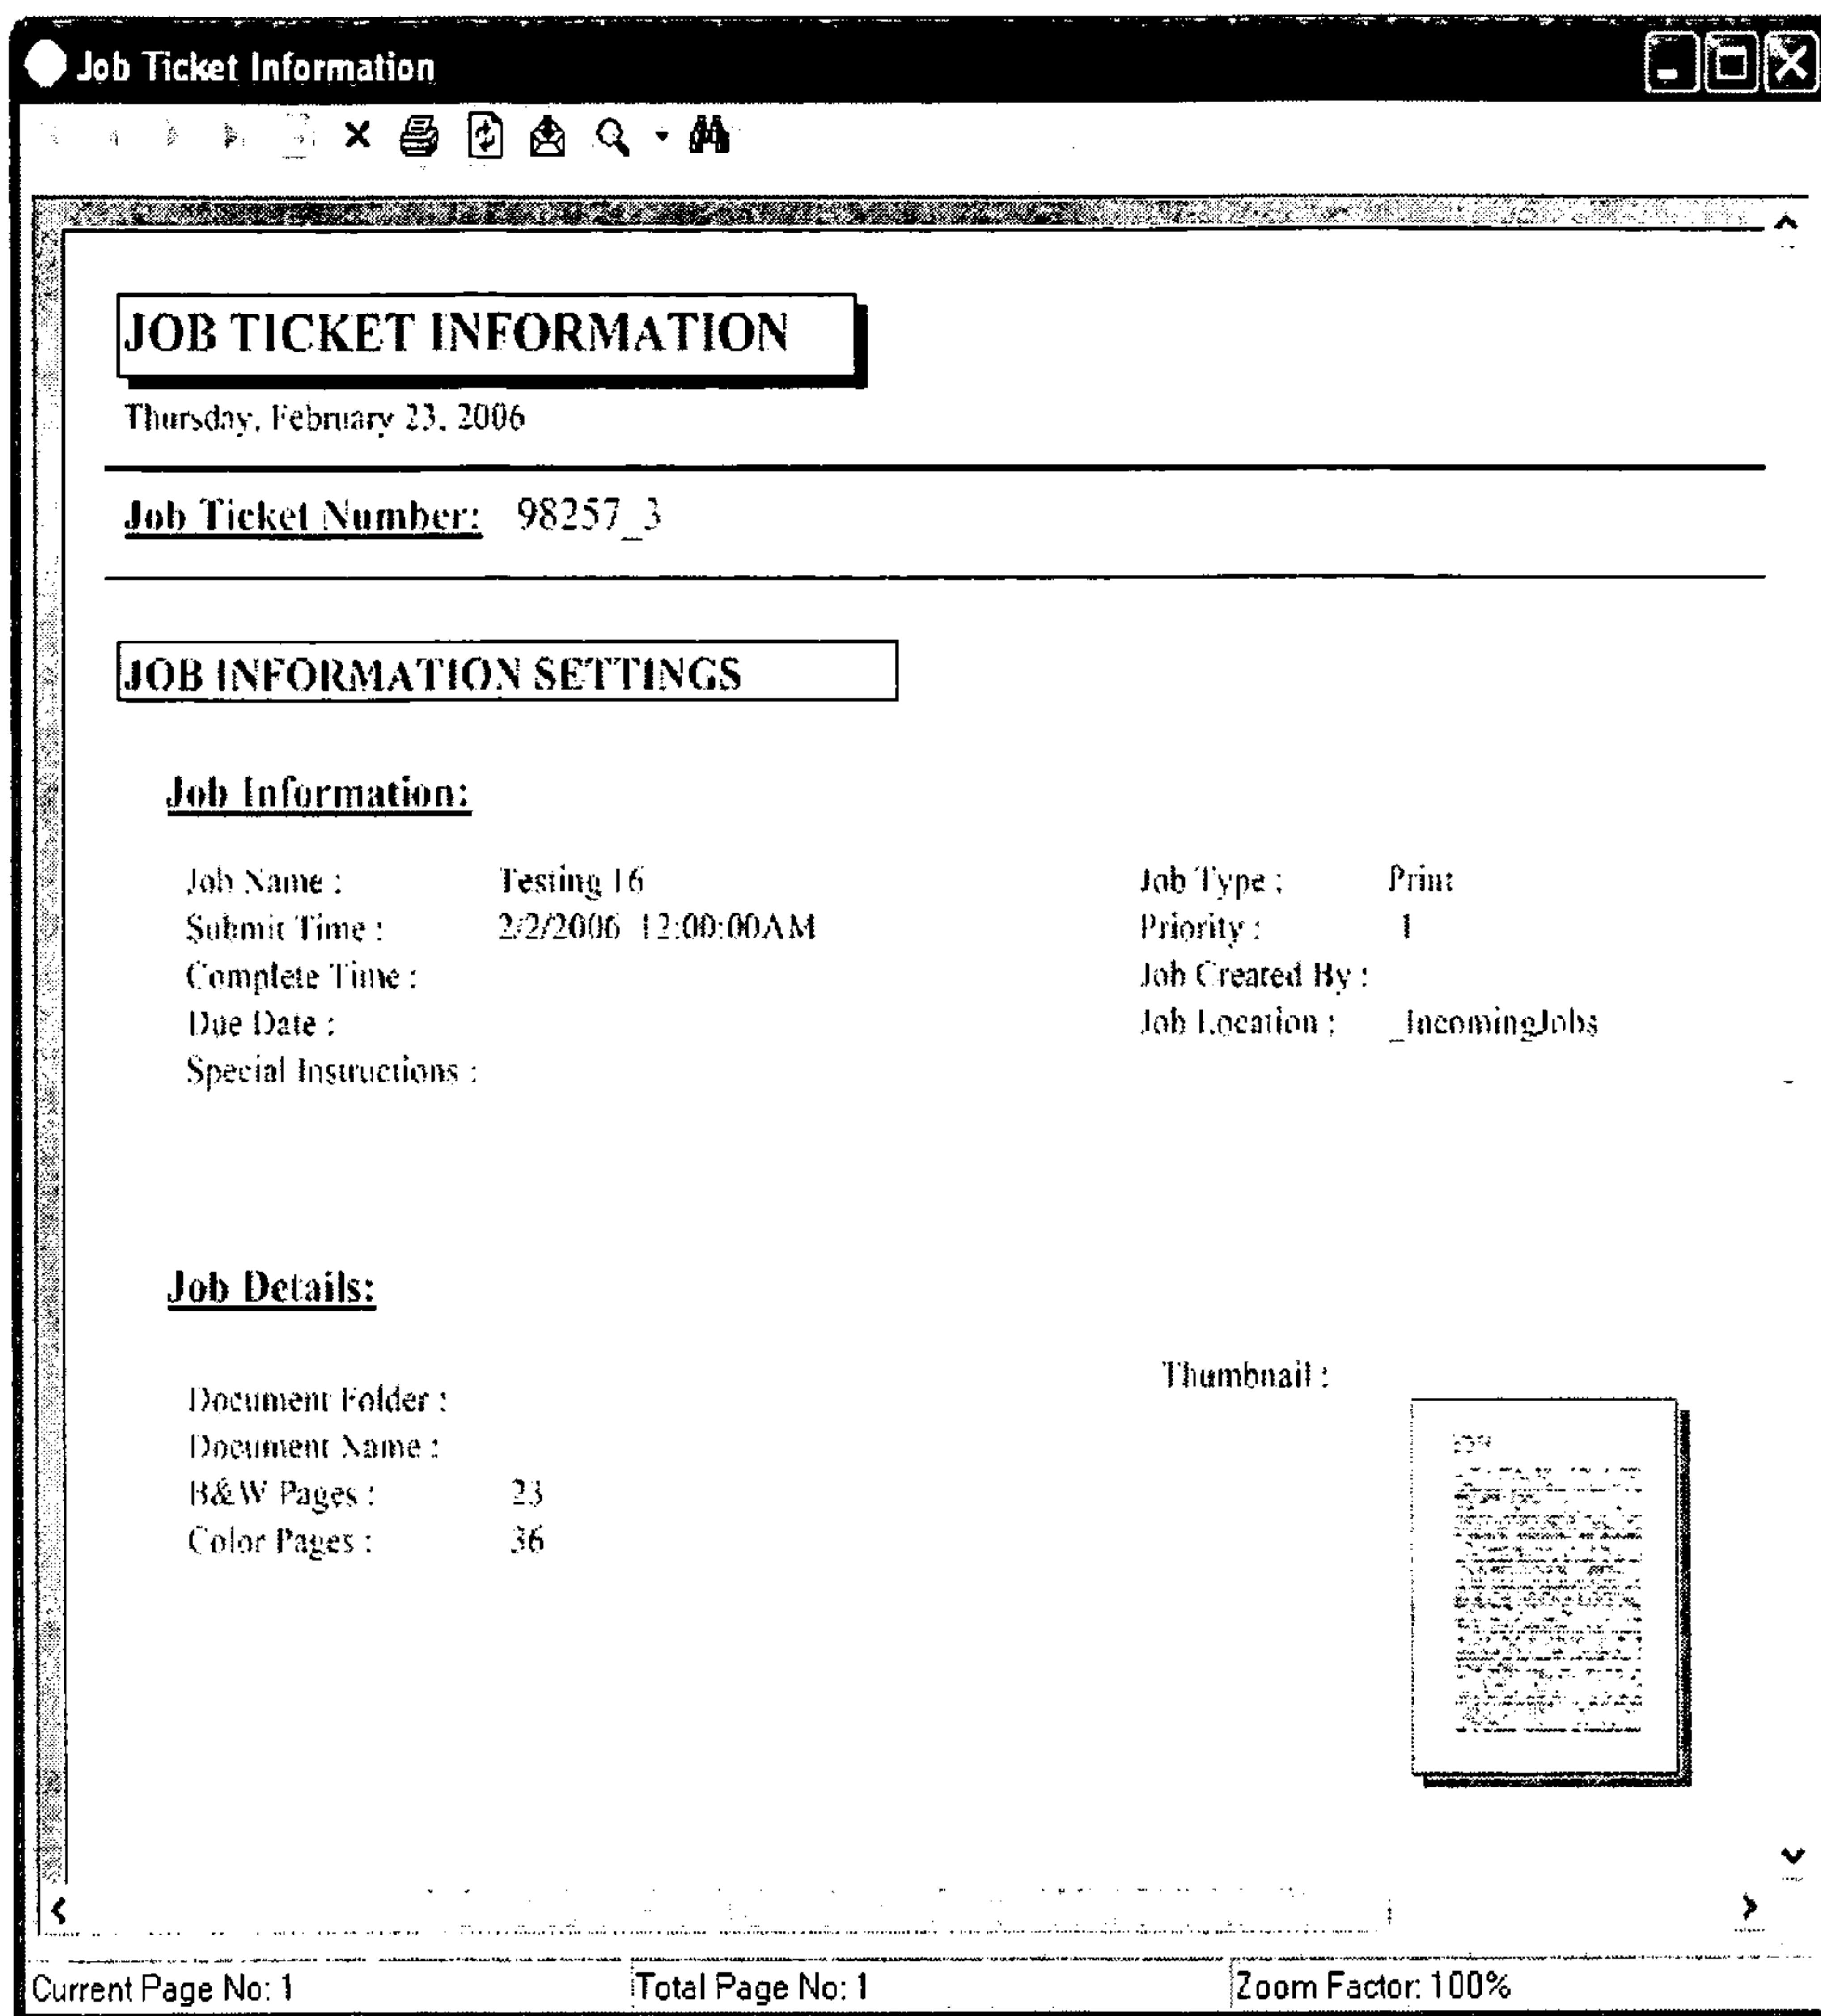 Job Ticket Information
JOB TICKET INFORMATION
Thursday, February 23, 2006
Job Ticket Number: 98257_3
JOB INFORMATION SETTINGS
Job Information:
Job Name : Testing 16 Job Type : Print
Submit Time : 2/2/2006 12:00:00AM Priority : 1
Complete Time : Job Created By :
Due Date : Job Location : _IncomingJobs
Special Instructions :
Job Details:
Thumbnail :
Document Folder :
Document Name :
B&W Pages : 23
Color Pages : 36
Current Page No: 1 Total Page No: 1 Zoom Factor: 100%